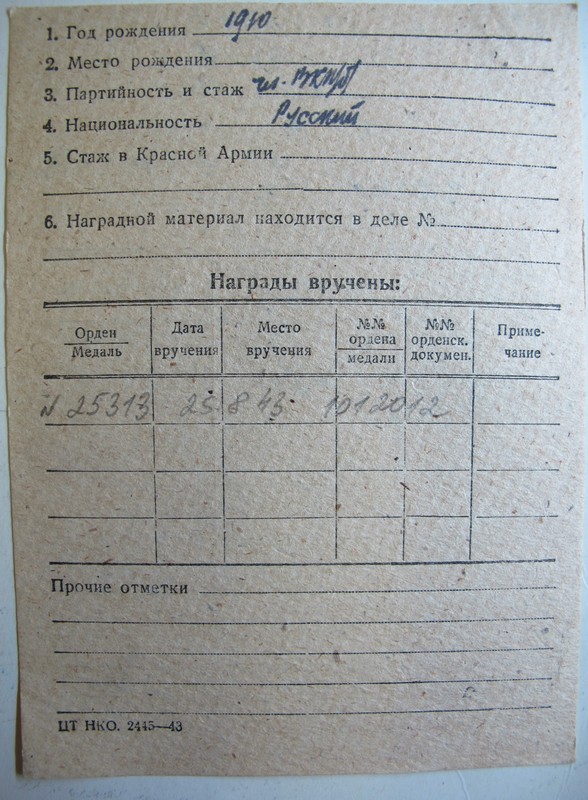 1. Год рождения 1910
2. Место рождения
3. Партийность и стаж чл. ВКП(б)
4. Национальность Русский
5. Стаж в Красной Армии
6. Наградной материал находится в деле №
Награды вручены:
Орден Медаль
Дата вручения
Место вручения
№№ ордена медали
№№ орденск. докумен.
Приме- чание
N 25313 25 8 43 1012012
Прочие отметки
ЦТ НКО. 2445—43